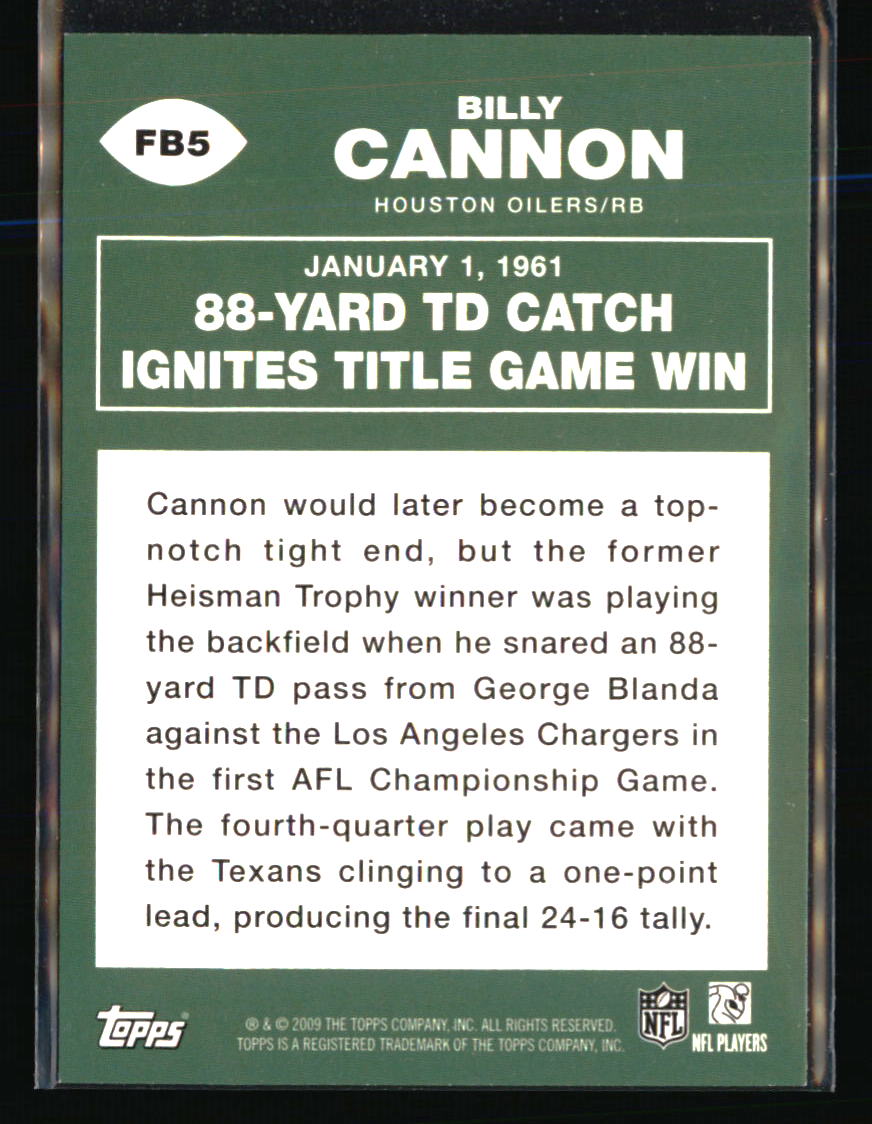 FB5
BILLY
CANNON
HOUSTON OILERS/RB
JANUARY 1, 1961
88-YARD TD CATCH
IGNITES TITLE GAME WIN
Cannon would later become a top-
notch tight end, but the former
Heisman Trophy winner was playing
the backfield when he snared an 88-
yard TD pass from George Blanda
against the Los Angeles Chargers in
the first AFL Championship Game.
The fourth-quarter play came with
the Texans clinging to a one-point
lead, producing the final 24-16 tally.
topps®
® & © 2009 THE TOPPS COMPANY, INC. ALL RIGHTS RESERVED.
TOPPS IS A REGISTERED TRADEMARK OF THE TOPPS COMPANY, INC.
NFL
NFL PLAYERS